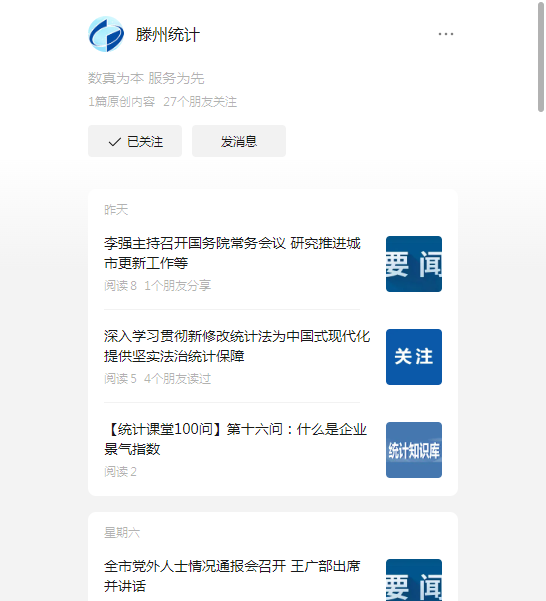 滕州统计
数真为本 服务为先
1篇原创内容 27个朋友关注
已关注
发消息
昨天
李强主持召开国务院常务会议 研究推进城
市更新工作等
要闻
阅读 8 1个朋友分享
深入学习贯彻新修改统计法为中国式现代化
提供坚实法治统计保障
关注
阅读 5 4个朋友读过
【统计课堂100问】第十六问：什么是企业
景气指数
统计知识库
阅读 2
星期六
全市党外人士情况通报会召开 王广部出席
并讲话
要闻